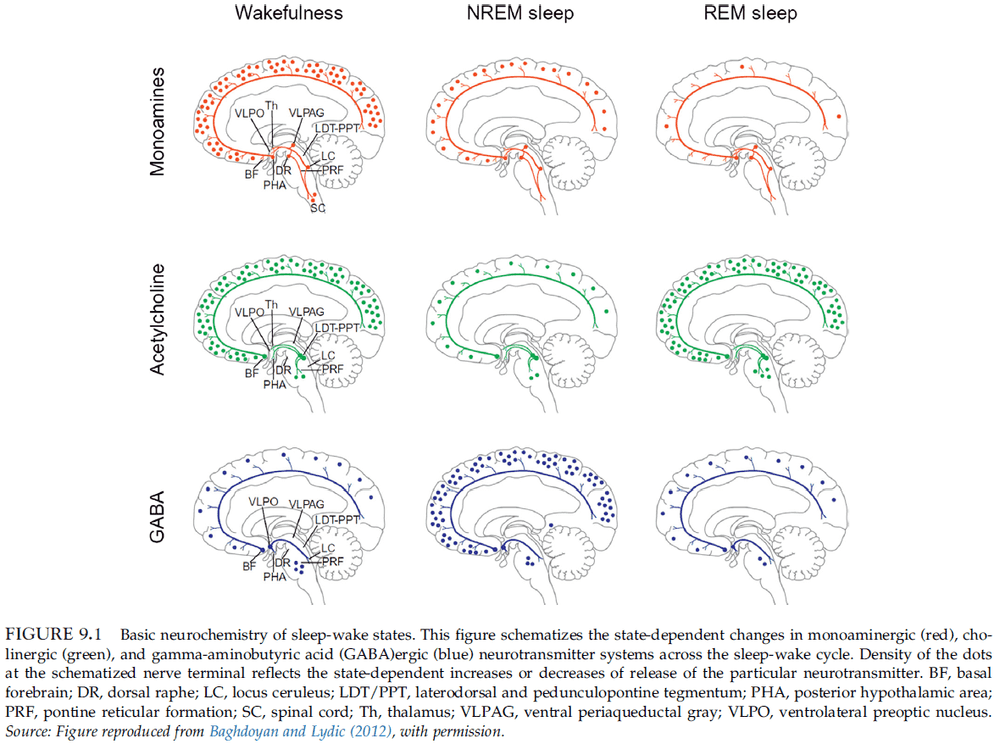 Wakefulness NREM sleep REM sleep
Monoamines
VLPO Th VLPAG
LDT-PPT
LC
BF DR PRF
PHA
SC
Acetylcholine
Th
VLPO VLPAG
LDT-PPT
LC
BF DR PRF
PHA
GABA
VLPO VLPAG
LDT-PPT
LC
BF DR PRF
PHA
FIGURE 9.1 Basic neurochemistry of sleep-wake states. This figure schematizes the state-dependent changes in monoaminergic (red), cho-
linergic (green), and gamma-aminobutyric acid (GABA)ergic (blue) neurotransmitter systems across the sleep-wake cycle. Density of the dots
at the schematized nerve terminal reflects the state-dependent increases or decreases of release of the particular neurotransmitter. BF, basal
forebrain; DR, dorsal raphe; LC, locus ceruleus; LDT/PPT, laterodorsal and pedunculopontine tegmentum; PHA, posterior hypothalamic area;
PRF, pontine reticular formation; SC, spinal cord; Th, thalamus; VLPAG, ventral periaqueductal gray; VLPO, ventrolateral preoptic nucleus.
Source: Figure reproduced from Baghdoyan and Lydic (2012), with permission.